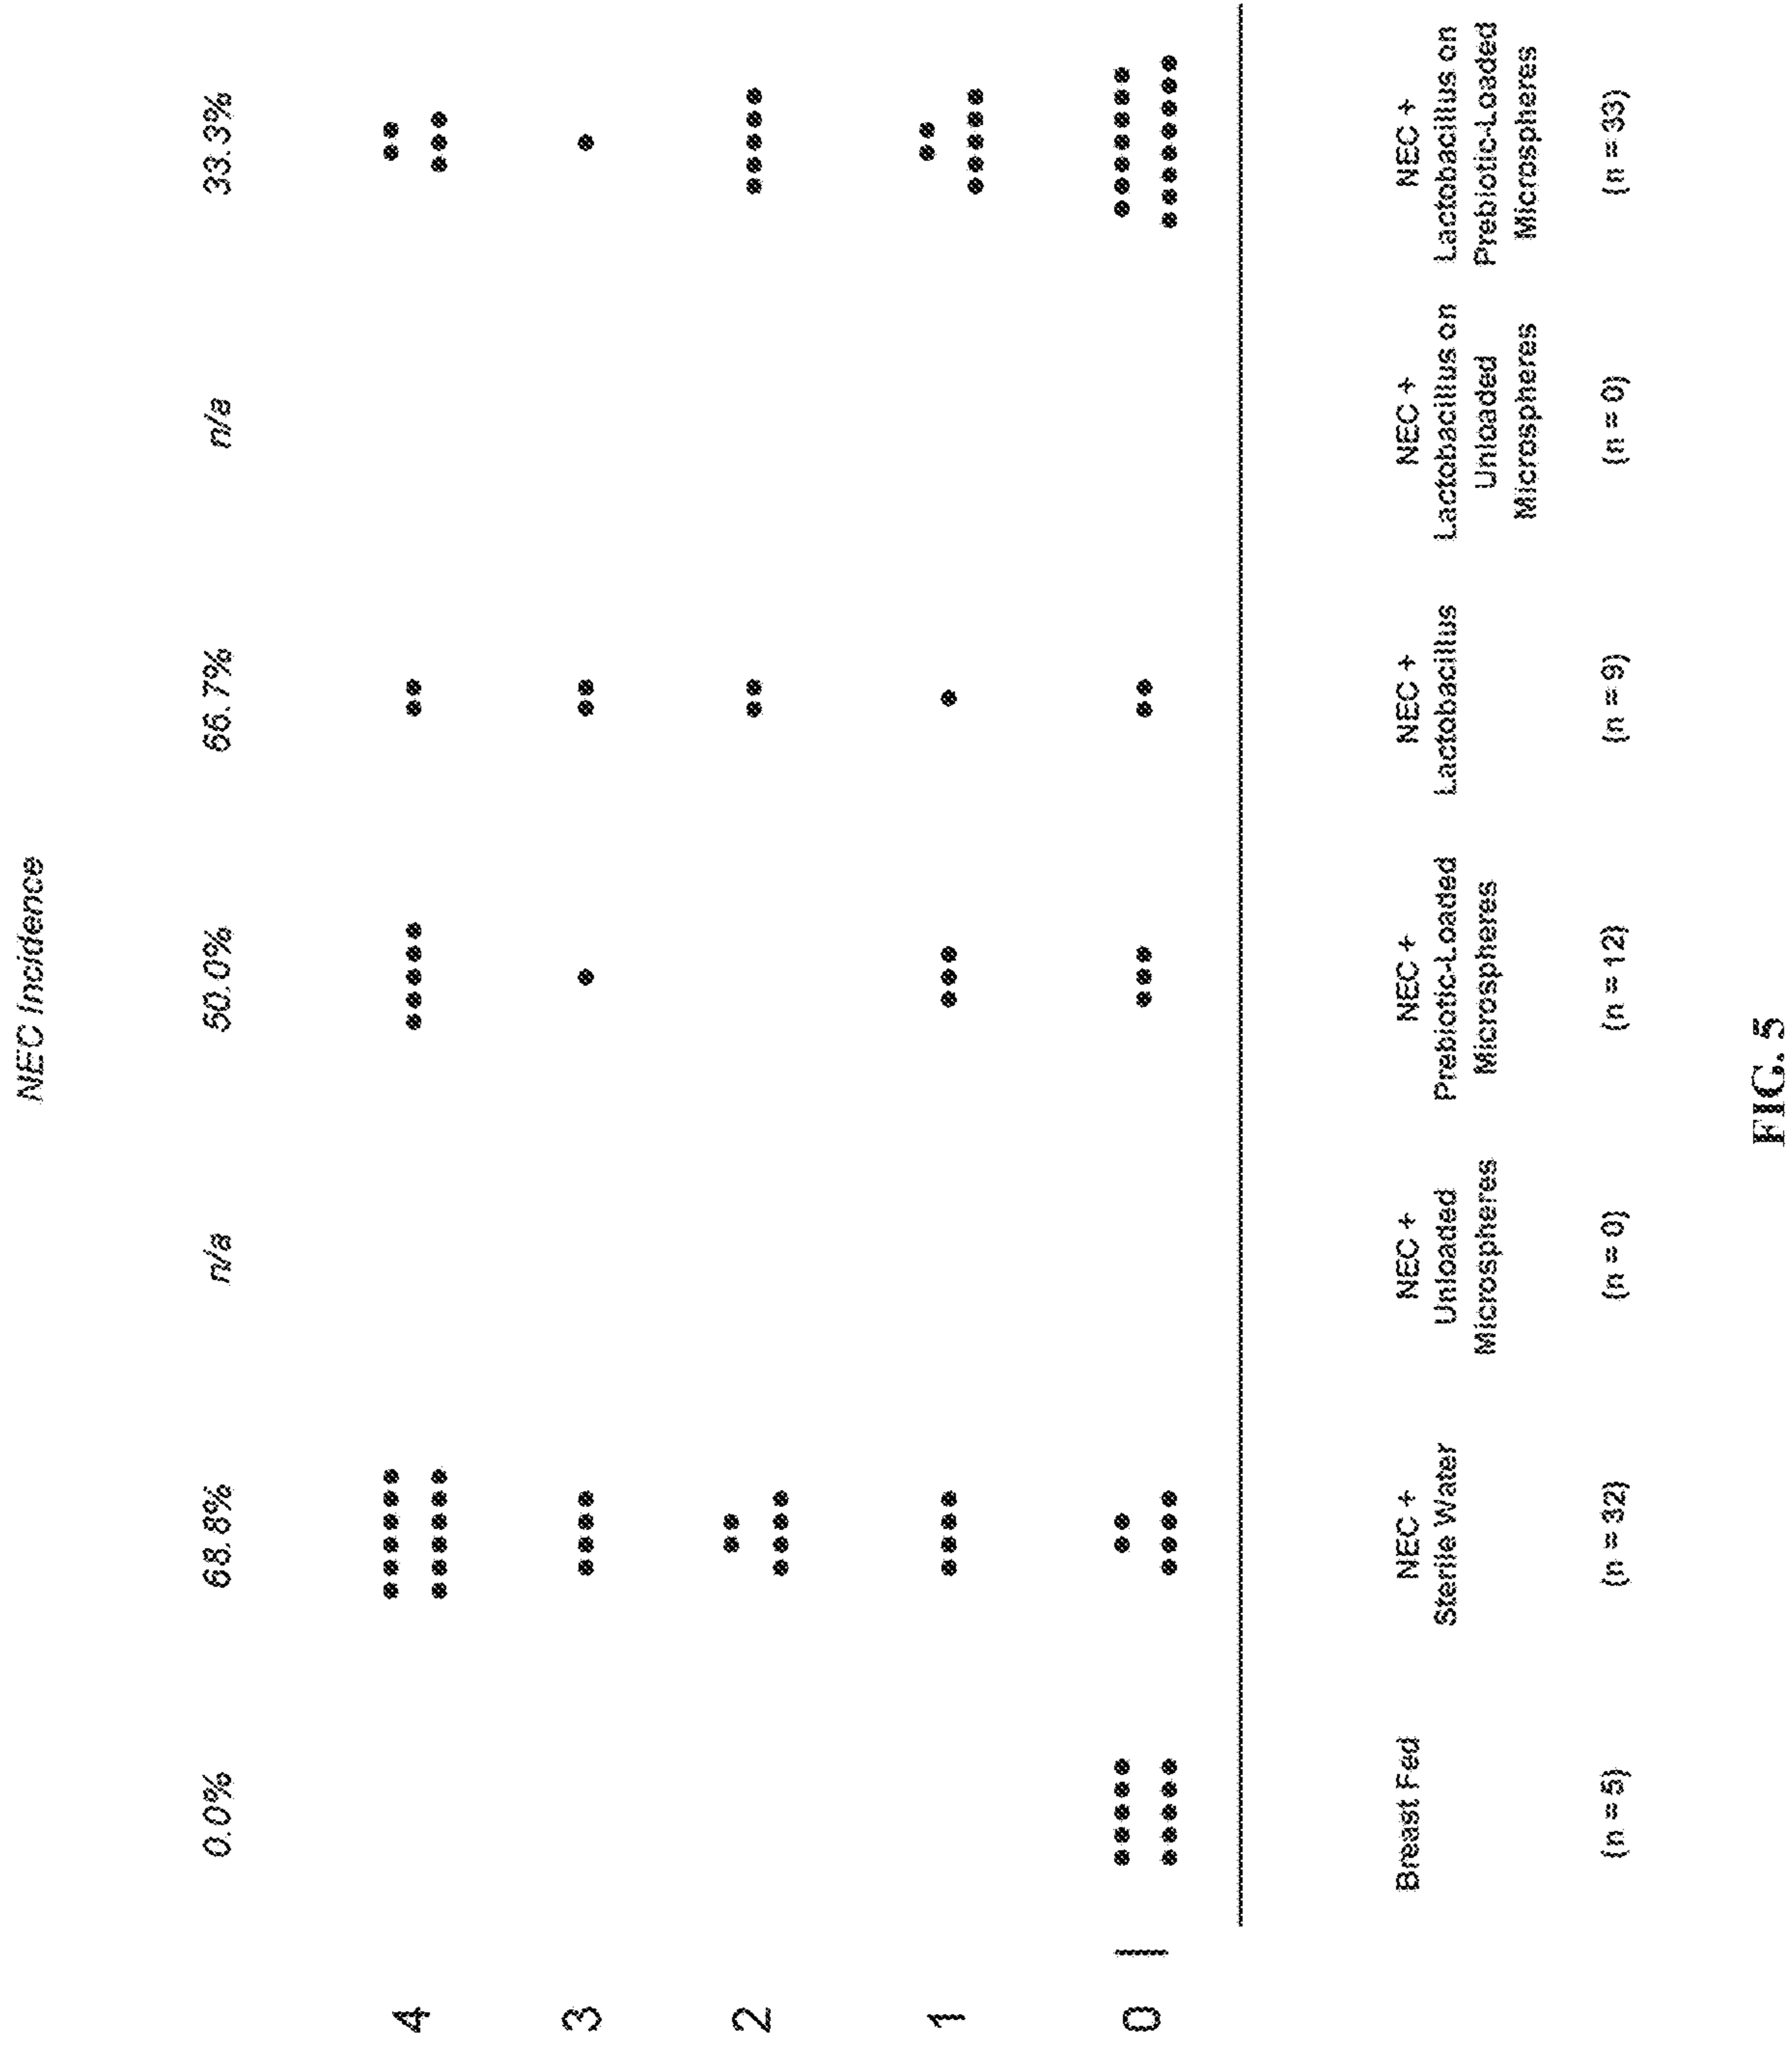 NEC Incidence
0.0%
68.8%
n/a
50.0%
66.7%
n/a
33.3%
4
3
2
1
0
Breast Fed
(n = 5)
NEC +
Sterile Water
(n = 32)
NEC +
Unloaded
Microspheres
(n = 0)
NEC +
Prebiotic-Loaded
Microspheres
(n = 12)
NEC +
Lactobacillus
(n = 9)
NEC +
Lactobacillus on
Unloaded
Microspheres
(n = 0)
NEC +
Lactobacillus on
Prebiotic-Loaded
Microspheres
(n = 33)
FIG. 5